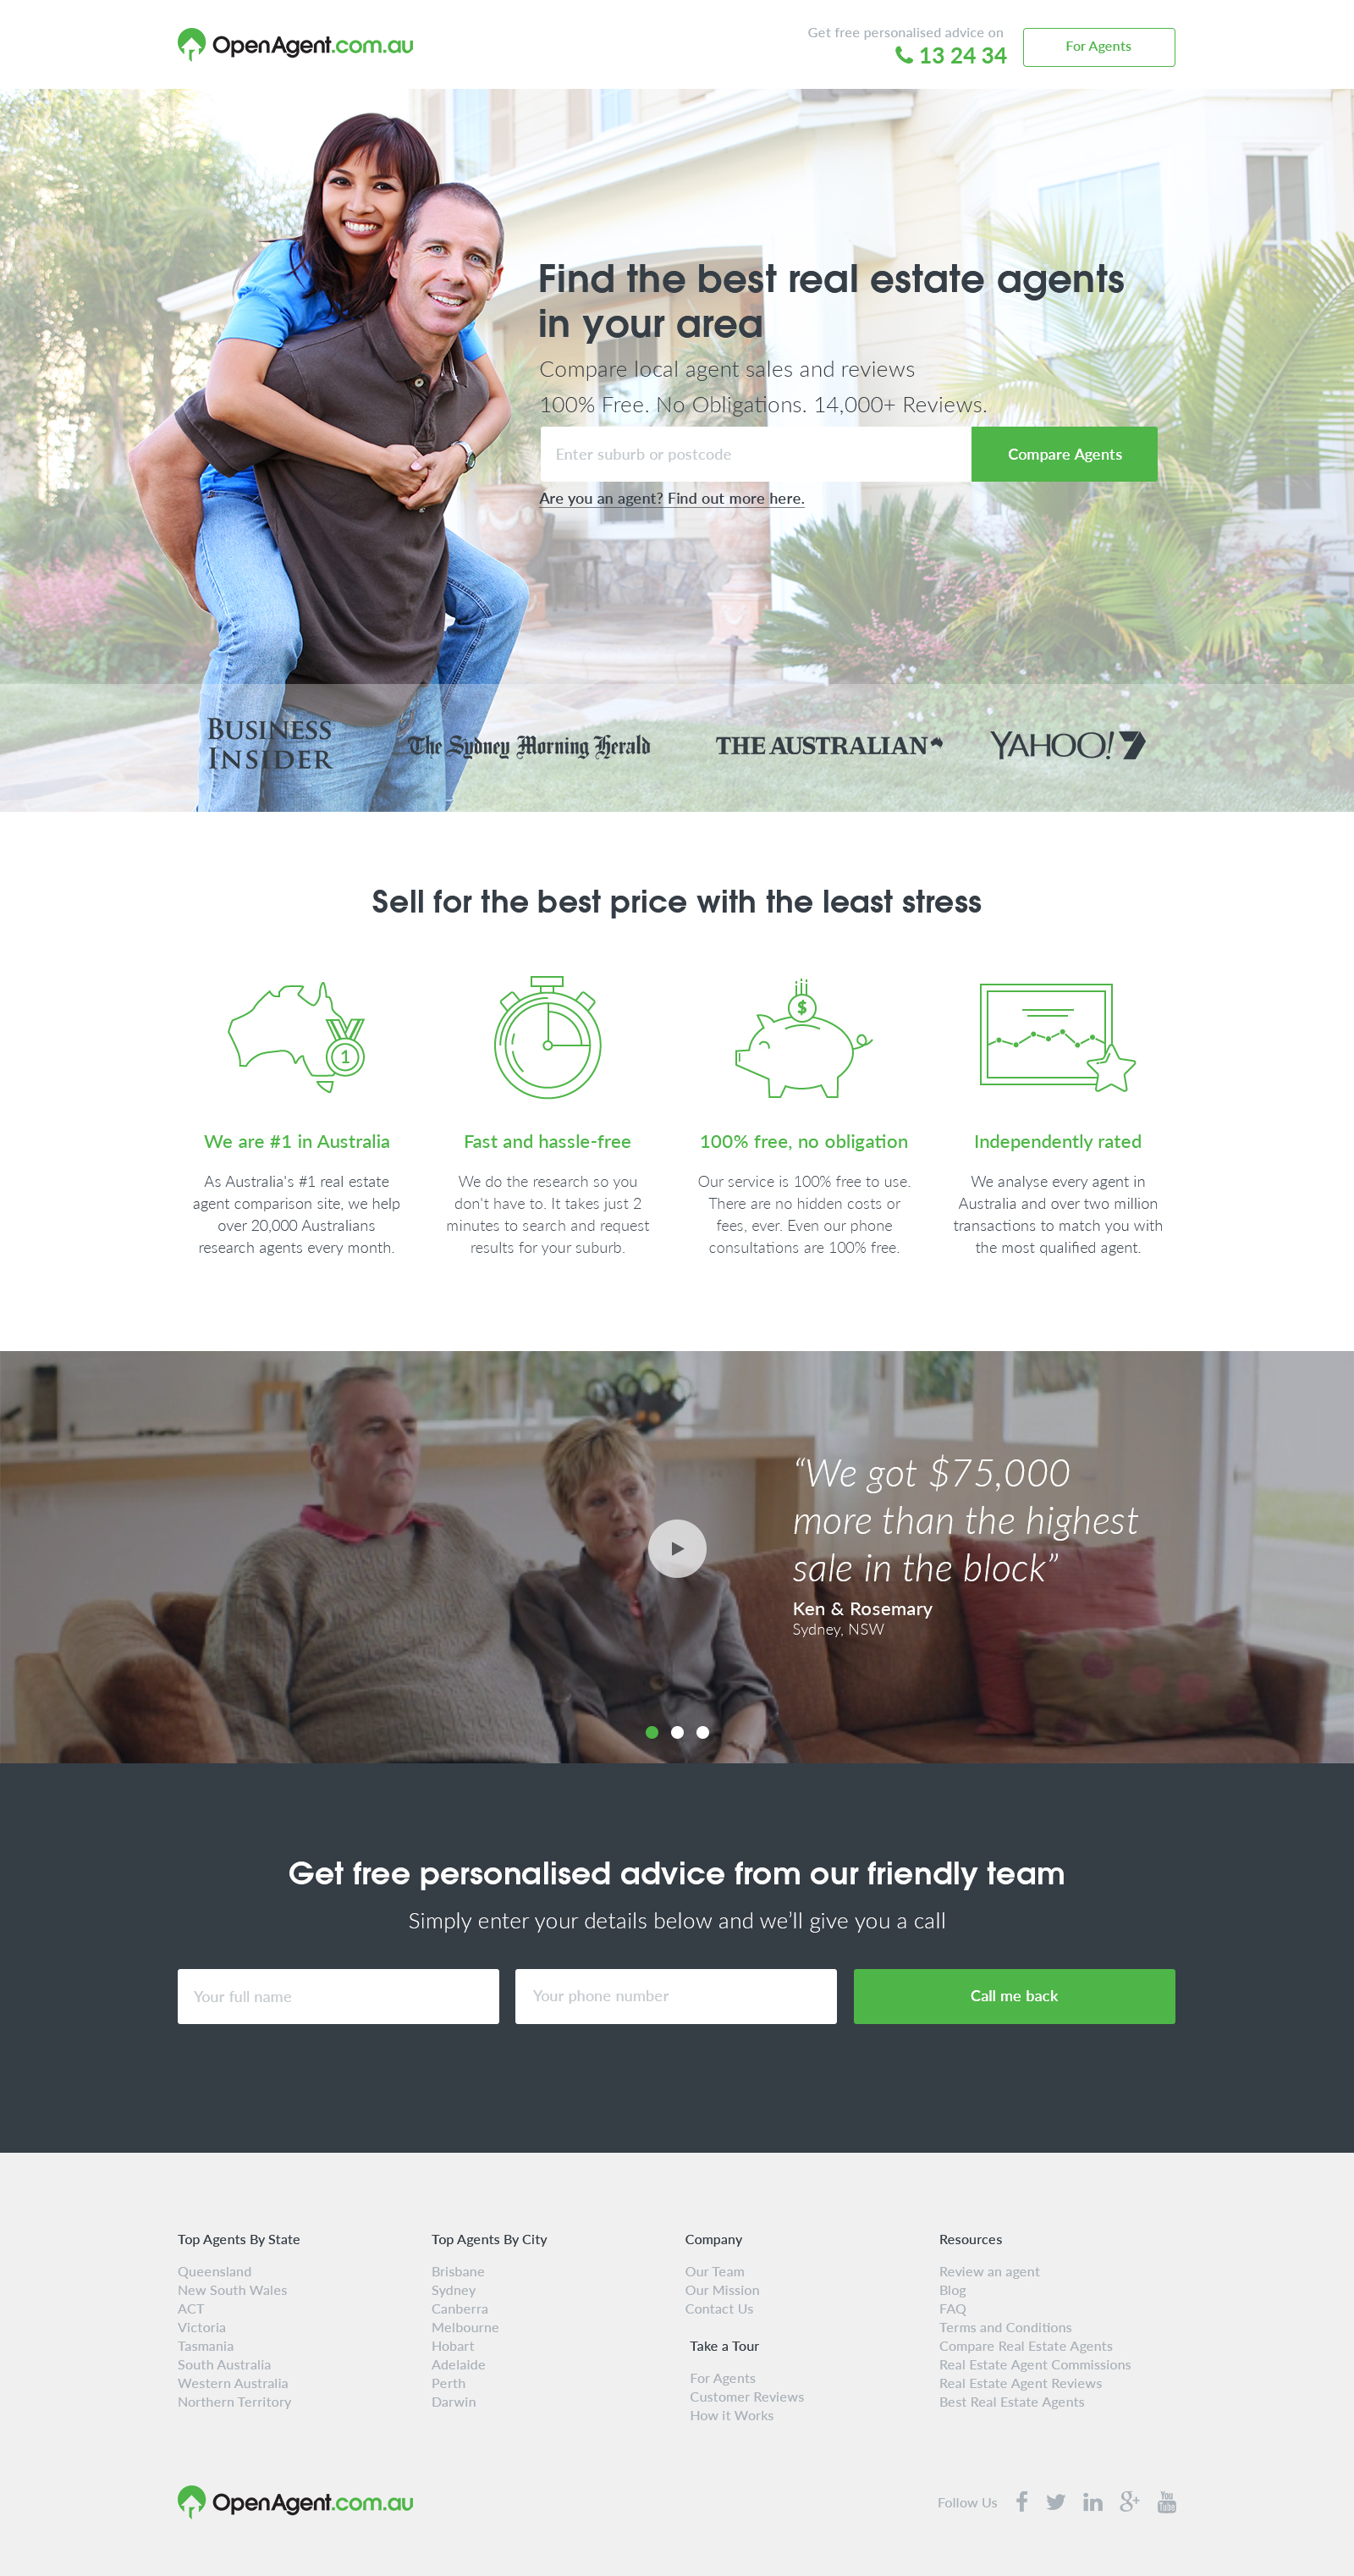 OpenAgent.com.au
Get free personalised advice on
13 24 34
For Agents
Find the best real estate agents
in your area
Compare local agent sales and reviews
100% Free. No Obligations. 14,000+ Reviews.
Enter suburb or postcode
Compare Agents
Are you an agent? Find out more here.
BUSINESS
INSIDER
The Sydney Morning Herald
THE AUSTRALIAN
YAHOO! 7
Sell for the best price with the least stress
1
$
We are #1 in Australia
As Australia's #1 real estate
agent comparison site, we help
over 20,000 Australians
research agents every month.
Fast and hassle-free
We do the research so you
don't have to. It takes just 2
minutes to search and request
results for your suburb.
100% free, no obligation
Our service is 100% free to use.
There are no hidden costs or
fees, ever. Even our phone
consultations are 100% free.
Independently rated
We analyse every agent in
Australia and over two million
transactions to match you with
the most qualified agent.
“We got $75,000
more than the highest
sale in the block”
Ken & Rosemary
Sydney, NSW
Get free personalised advice from our friendly team
Simply enter your details below and we’ll give you a call
Your full name
Your phone number
Call me back
Top Agents By State
Queensland
New South Wales
ACT
Victoria
Tasmania
South Australia
Western Australia
Northern Territory
Top Agents By City
Brisbane
Sydney
Canberra
Melbourne
Hobart
Adelaide
Perth
Darwin
Company
Our Team
Our Mission
Contact Us
Take a Tour
For Agents
Customer Reviews
How it Works
Resources
Review an agent
Blog
FAQ
Terms and Conditions
Compare Real Estate Agents
Real Estate Agent Commissions
Real Estate Agent Reviews
Best Real Estate Agents
OpenAgent.com.au
Follow Us
f
in
g+
You
Tube